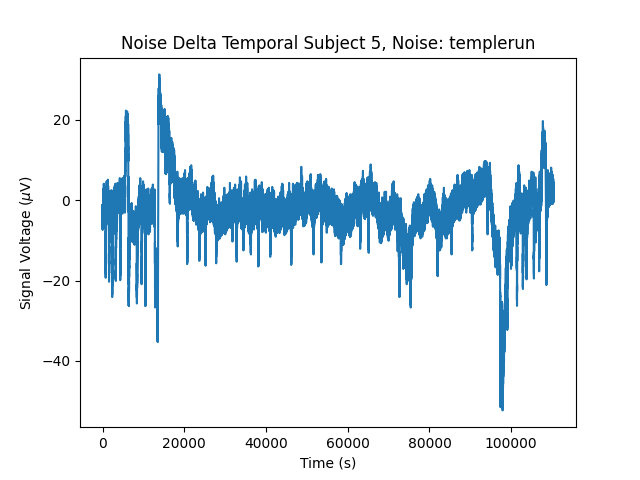 Noise Delta Temporal Subject 5, Noise: templerun
Signal Voltage (μV)
20
0
−20
−40
0 20000 40000 60000 80000 100000
Time (s)